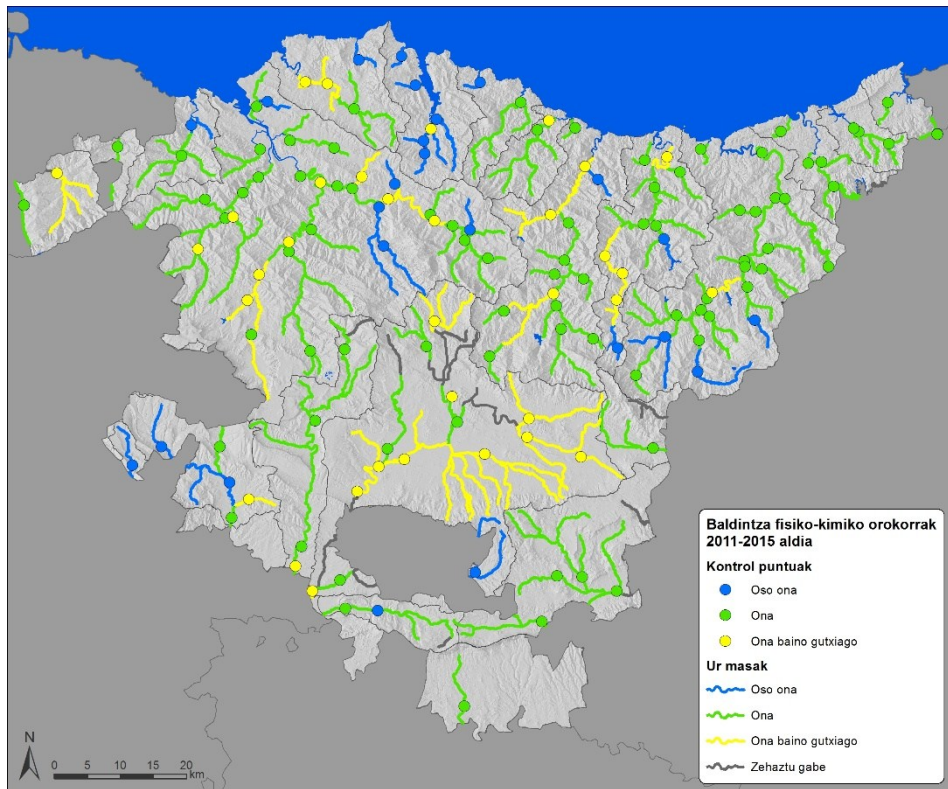 Baldintza fisiko-kimiko orokorrak
2011-2015 aldia
Kontrol puntuak
Oso ona
Ona
Ona baino gutxiago
Ur masak
Oso ona
Ona
Ona baino gutxiago
Zehaztu gabe
N
0 5 10 15 20
km